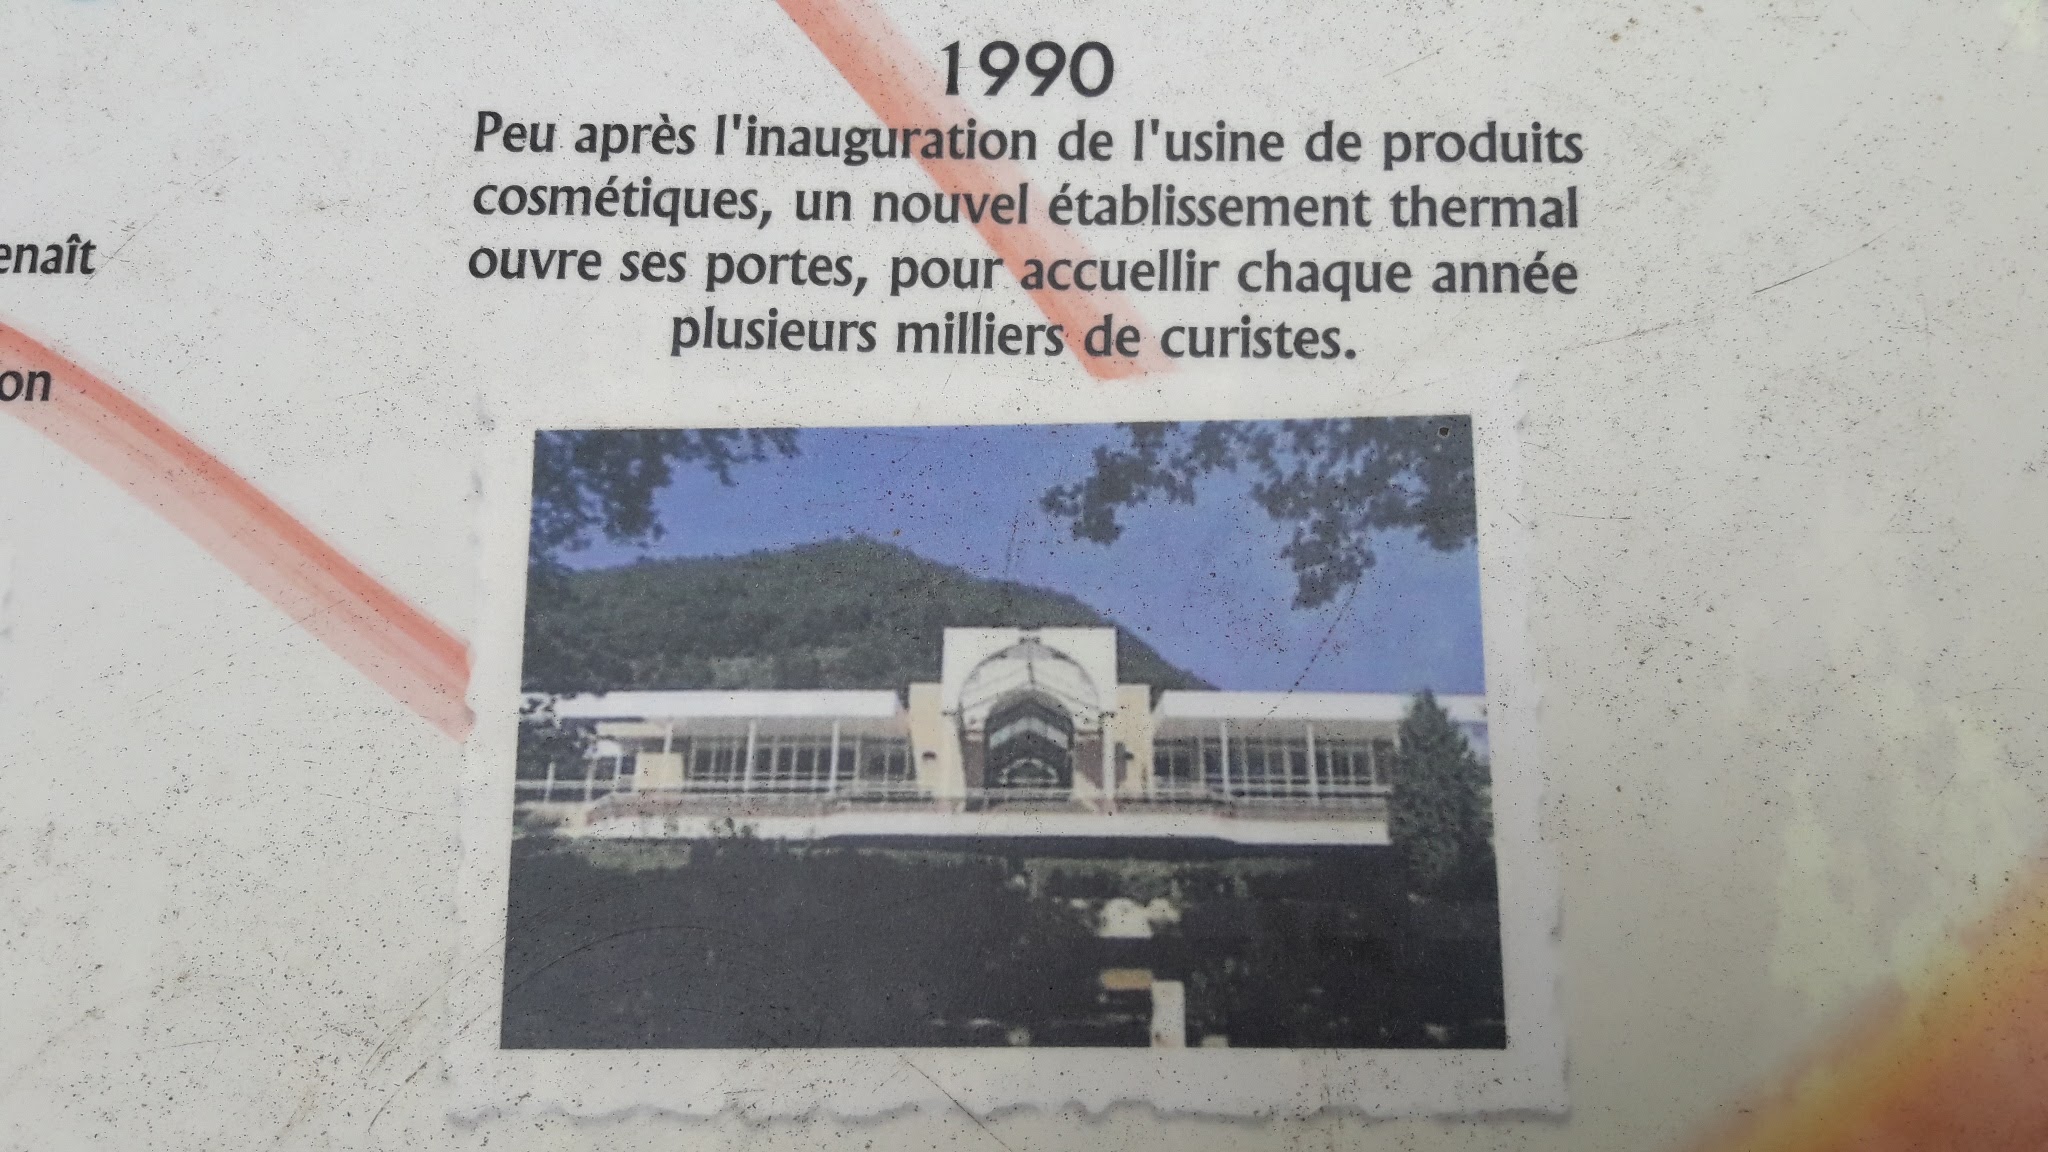 1990
Peu après l'inauguration de l'usine de produits
cosmétiques, un nouvel établissement thermal
ouvre ses portes, pour accuellir chaque année
plusieurs milliers de curistes.
enaît
on